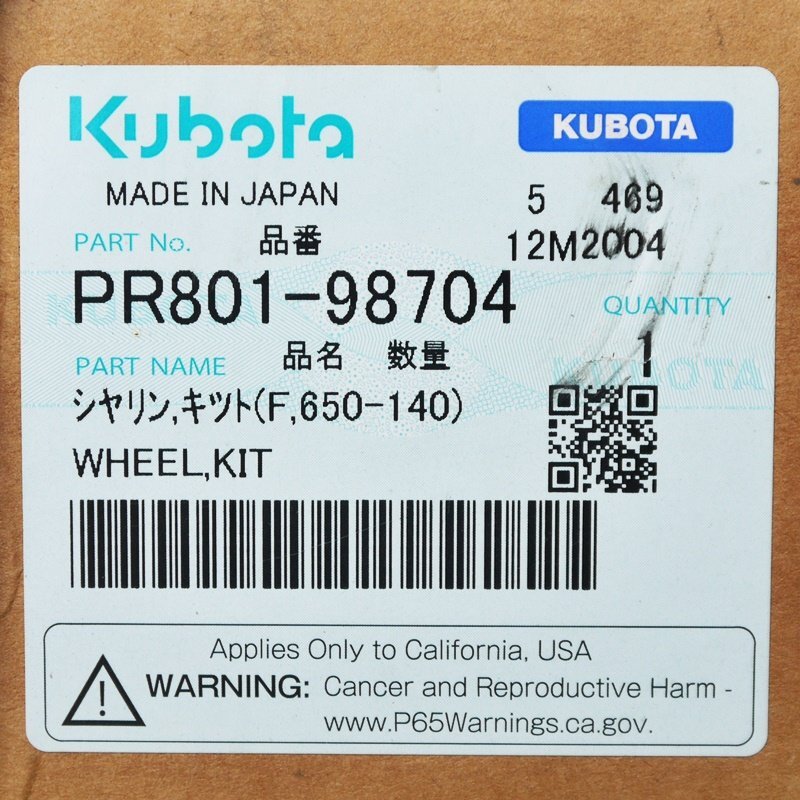 Kubota
KUBOTA
MADE IN JAPAN
5 469
PART No. 品番
12M2004
PR801-98704
QUANTITY
1
品名 数量
PART NAME
シヤリン,キツト(F,650-140)
WHEEL,KIT
Applies Only to California, USA
WARNING: Cancer and Reproductive Harm -
www.P65Warnings.ca.gov.